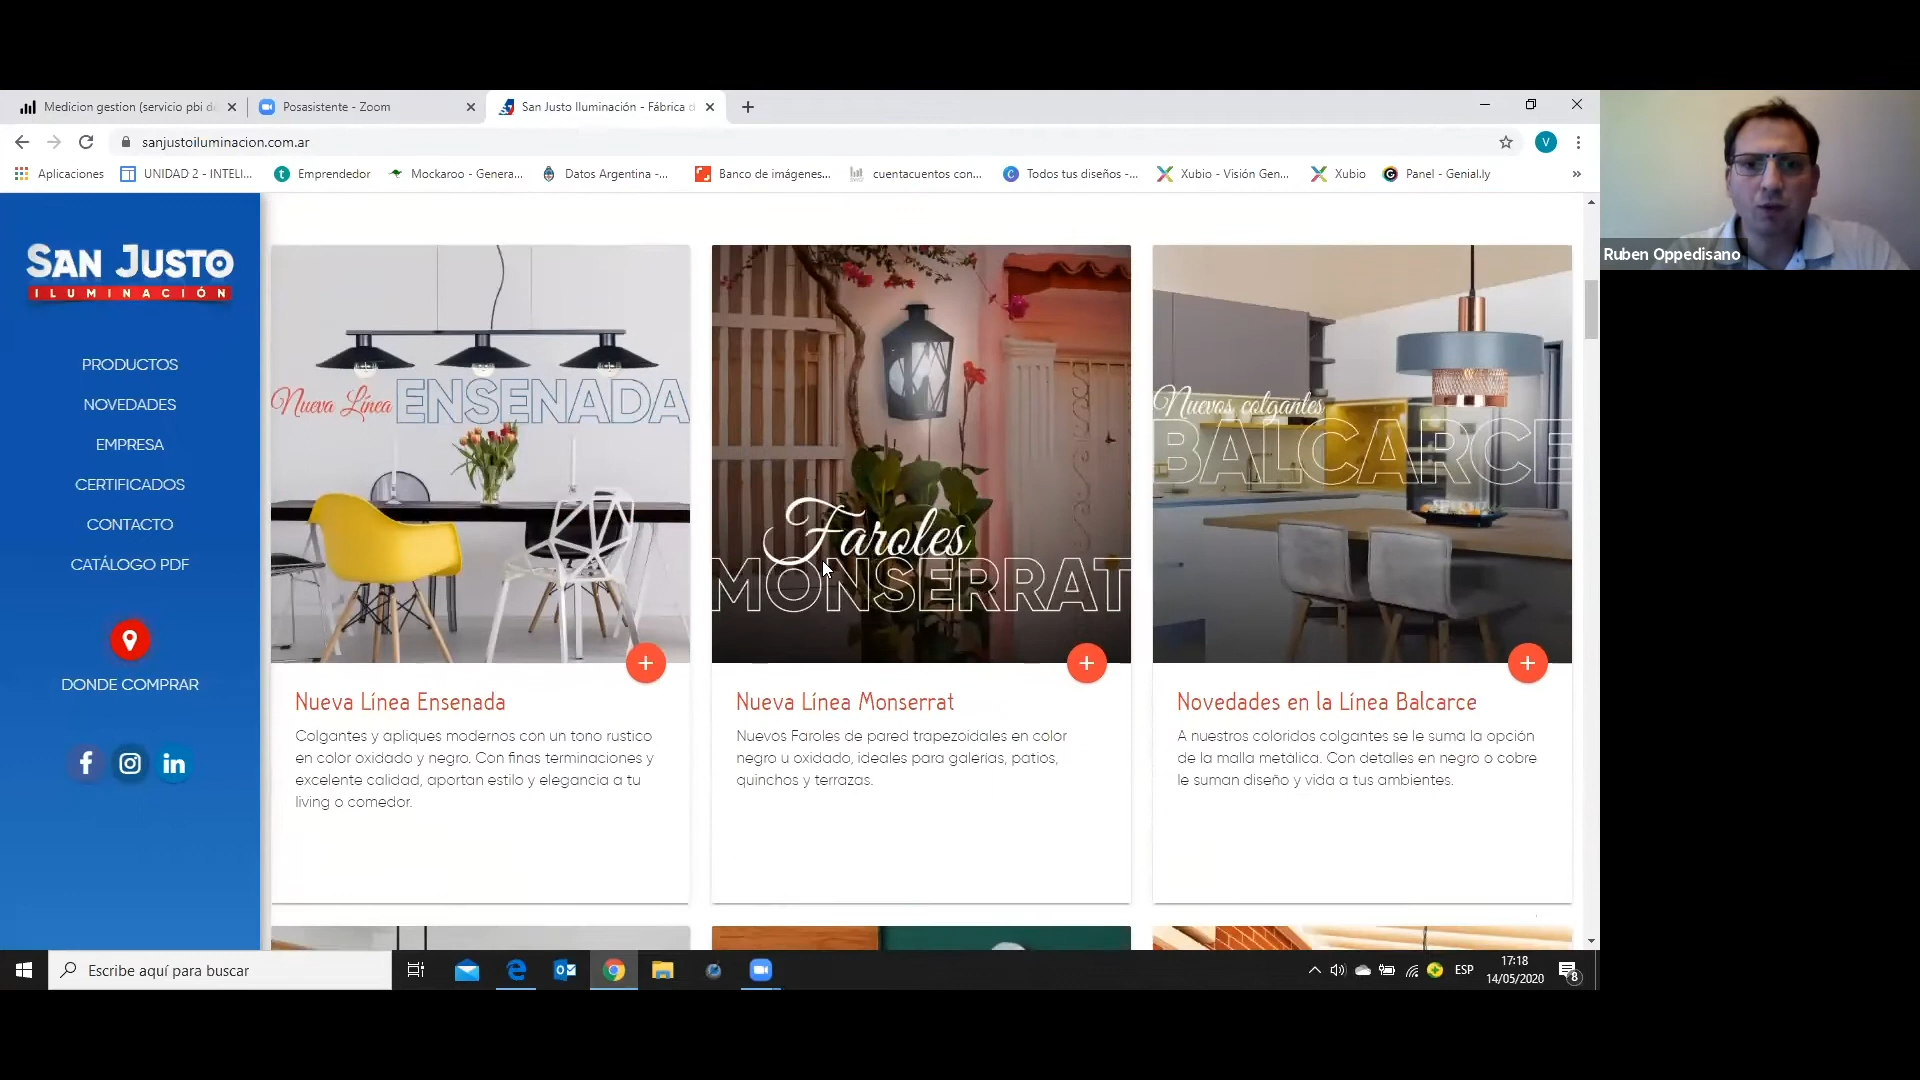 Medicion gestion (servicio pbi de
Posasistente - Zoom
San Justo Iluminación - Fábrica d
sanjustoiluminacion.com.ar
V
Aplicaciones
UNIDAD 2 - INTELI...
Emprendedor
Mockaroo - Genera...
Datos Argentina -...
Banco de imágenes...
cuentacuentos con...
Todos tus diseños -...
Xubio - Visión Gen...
Xubio
Panel - Genial.ly
»
SAN JUSTO
ILUMINACIÓN
PRODUCTOS
NOVEDADES
EMPRESA
CERTIFICADOS
CONTACTO
CATÁLOGO PDF
DONDE COMPRAR
Nueva Línea ENSENADA
Nueva Línea Ensenada
Colgantes y apliques modernos con un tono rustico
en color oxidado y negro. Con finas terminaciones y
excelente calidad, aportan estilo y elegancia a tu
living o comedor.
Faroles
MONSERRAT
Nueva Línea Monserrat
Nuevos Faroles de pared trapezoidales en color
negro u oxidado, ideales para galerias, patios,
quinchos y terrazas.
Nuevos colgantes
BALCARCE
Novedades en la Línea Balcarce
A nuestros coloridos colgantes se le suma la opción
de la malla metálica. Con detalles en negro o cobre
le suman diseño y vida a tus ambientes.
Ruben Oppedisano
Escribe aquí para buscar
ESP
17:18
14/05/2020
8